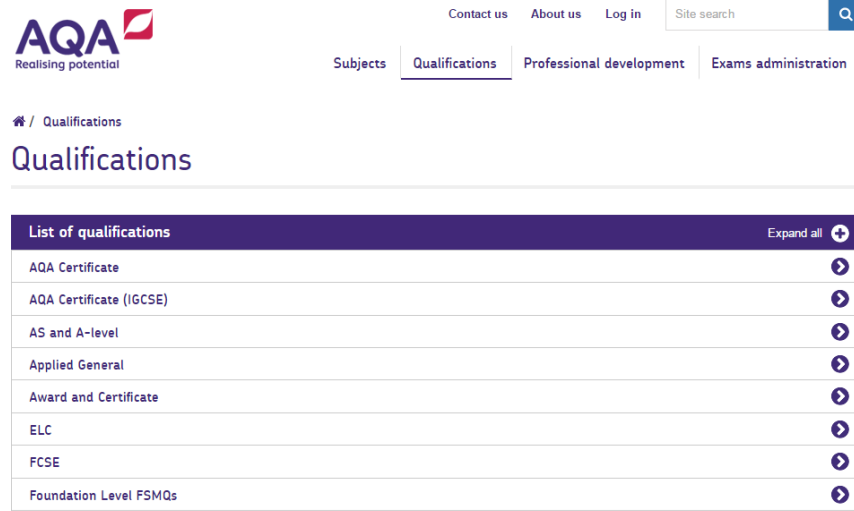 Contact us About us Log in Site search
AQA
Realising potential
Subjects Qualifications Professional development Exams administration
/ Qualifications
Qualifications
List of qualifications Expand all
AQA Certificate
AQA Certificate (IGCSE)
AS and A-level
Applied General
Award and Certificate
ELC
FCSE
Foundation Level FSMQs